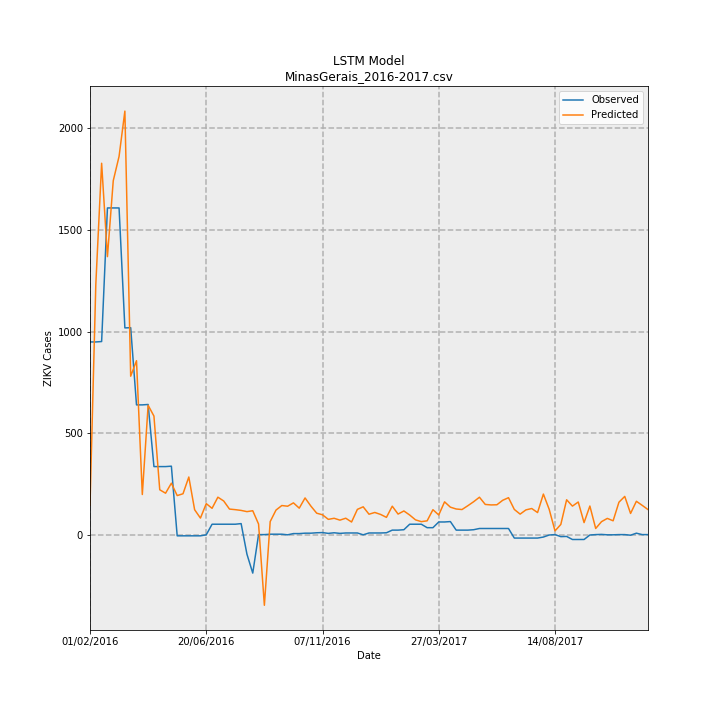 LSTM Model
MinasGerais_2016-2017.csv
Observed
Predicted
2000
1500
1000
500
0
ZIKV Cases
01/02/2016
20/06/2016
07/11/2016
27/03/2017
14/08/2017
Date